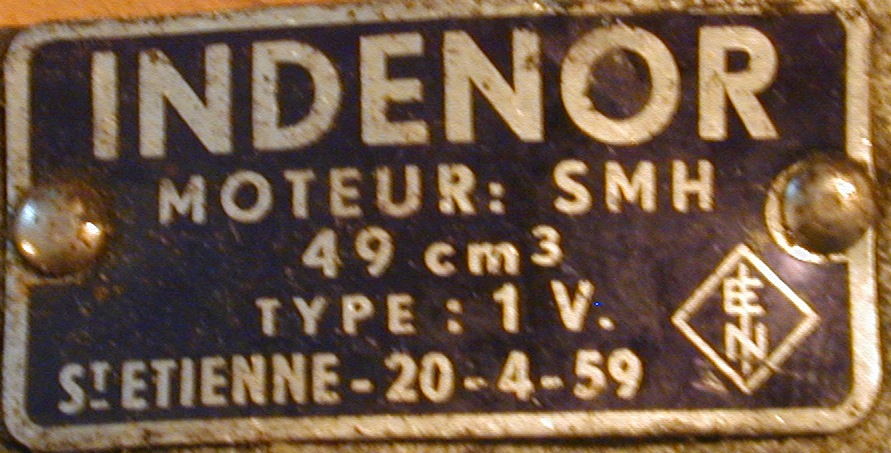 INDENOR
MOTEUR: SMH
49 cm³
TYPE : 1 V.
Sᵀ ETIENNE-20-4-59